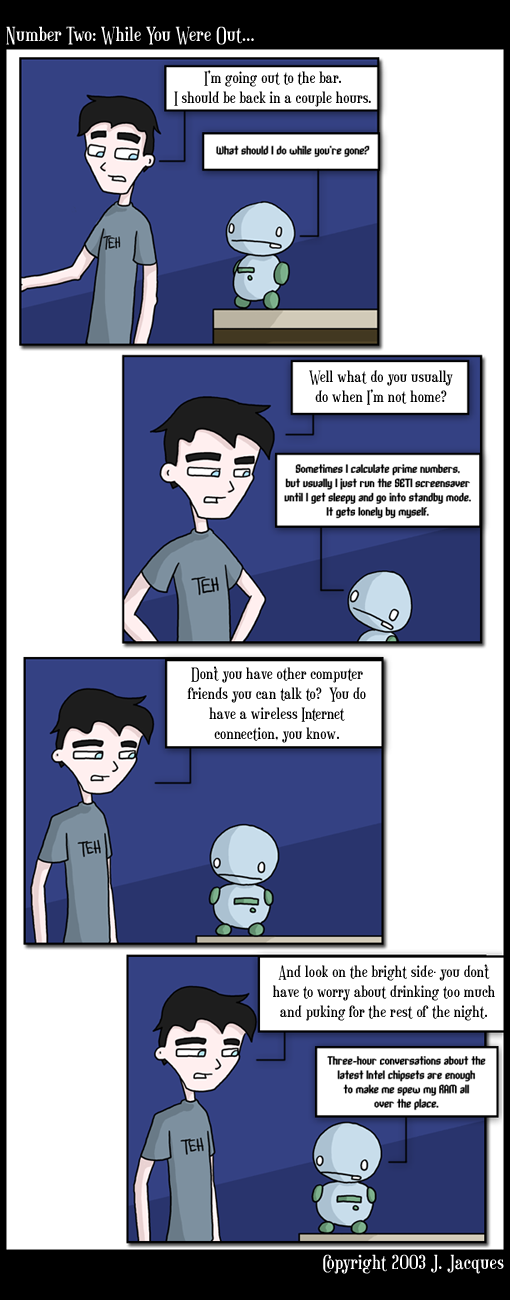 Number Two: While You Were Out...
I'm going out to the bar.
I should be back in a couple hours.
What should I do while you're gone?
TEH
Well what do you usually
do when I'm not home?
Sometimes I calculate prime numbers,
but usually I just run the SETI screensaver
until I get sleepy and go into standby mode.
It gets lonely by myself.
TEH
Don't you have other computer
friends you can talk to? You do
have a wireless Internet
connection, you know.
TEH
And look on the bright side- you don't
have to worry about drinking too much
and puking for the rest of the night.
Three-hour conversations about the
latest Intel chipsets are enough
to make me spew my RAM all
over the place.
TEH
Copyright 2003 J. Jacques